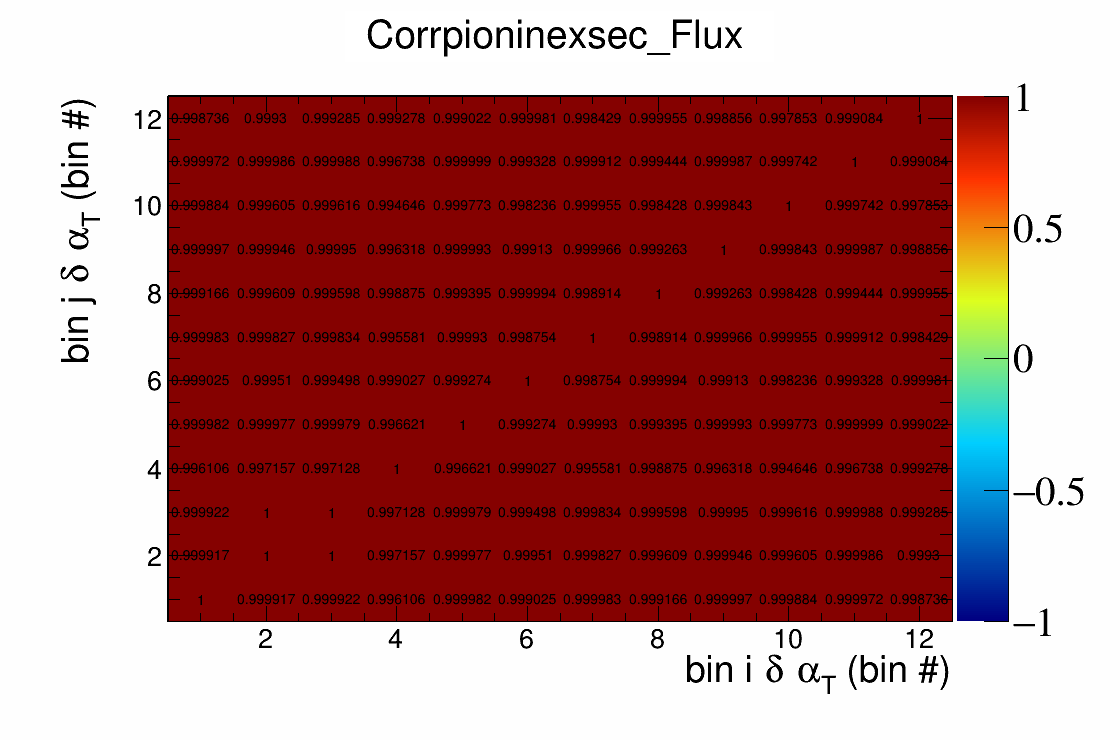 Corrpioninexsec_Flux
bin j δ α_T (bin #)
12 0.998736 0.9993 0.999285 0.999278 0.999022 0.999981 0.998429 0.999955 0.998856 0.997853 0.999084 1
0.999972 0.999986 0.999988 0.996738 0.999999 0.999328 0.999912 0.999444 0.999987 0.999742 1 0.999084
10 0.999884 0.999605 0.999616 0.994646 0.999773 0.998236 0.999955 0.998428 0.999843 1 0.999742 0.997853
0.999997 0.999946 0.99995 0.996318 0.999993 0.99913 0.999966 0.999263 1 0.999843 0.999987 0.998856
8 0.999166 0.999609 0.999598 0.998875 0.999395 0.999994 0.998914 1 0.999263 0.998428 0.999444 0.999955
0.999983 0.999827 0.999834 0.995581 0.99993 0.998754 1 0.998914 0.999966 0.999955 0.999912 0.998429
6 0.999025 0.99951 0.999498 0.999027 0.999274 1 0.998754 0.999994 0.99913 0.998236 0.999328 0.999981
0.999982 0.999977 0.999979 0.996621 1 0.999274 0.99993 0.999395 0.999993 0.999773 0.999999 0.999022
4 0.996106 0.997157 0.997128 1 0.996621 0.999027 0.995581 0.998875 0.996318 0.994646 0.996738 0.999278
0.999922 1 1 0.997128 0.999979 0.999498 0.999834 0.999598 0.99995 0.999616 0.999988 0.999285
2 0.999917 1 1 0.997157 0.999977 0.99951 0.999827 0.999609 0.999946 0.999605 0.999986 0.9993
1 0.999917 0.999922 0.996106 0.999982 0.999025 0.999983 0.999166 0.999997 0.999884 0.999972 0.998736
2 4 6 8 10 12
bin i δ α_T (bin #)
1
0.5
0
−0.5
−1